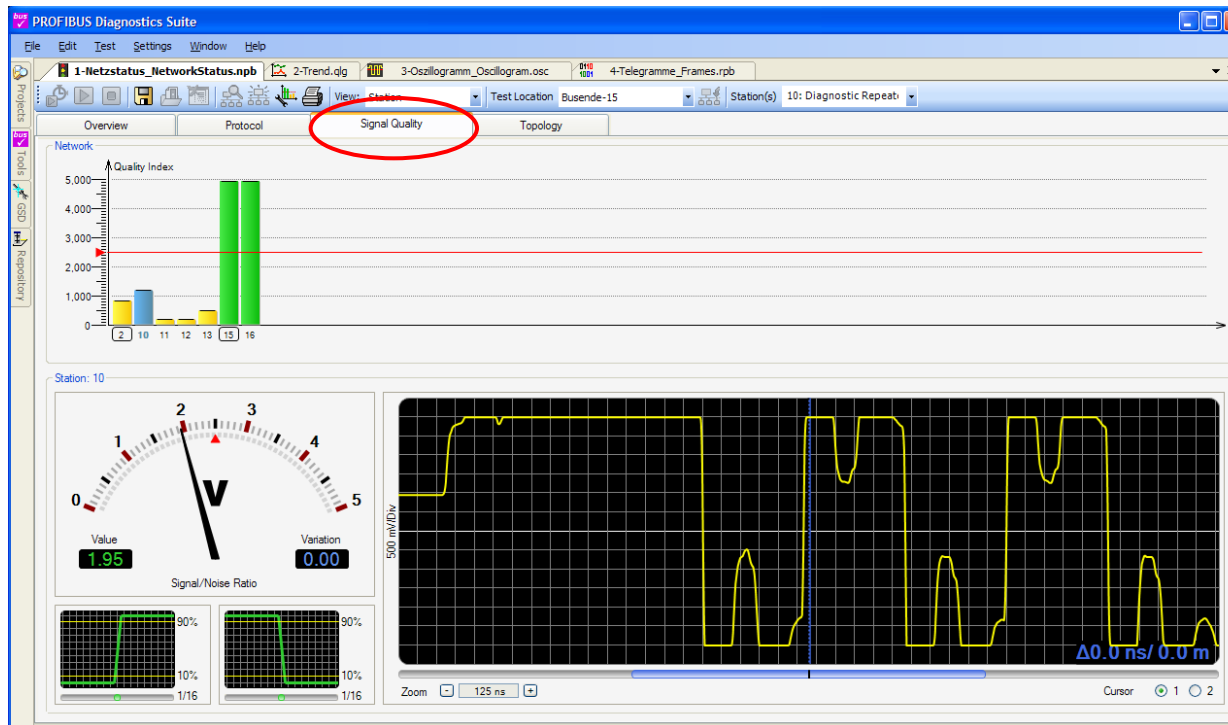 bus PROFIBUS Diagnostics Suite
File Edit Test Settings Window Help
1-Netzstatus_NetworkStatus.npb 2-Trend.qlg 3-Oszillogramm_Oscillogram.osc 0110 1001 4-Telegramme_Frames.rpb
View: Station Test Location Busende-15 Station(s) 10: Diagnostic Repeat
Projects
bus Tools
GSD
Repository
Overview Protocol Signal Quality Topology
Network
Quality Index
5,000
4,000
3,000
2,000
1,000
0
2 10 11 12 13 15 16
Station: 10
0 1 2 3 4 5
V
Value Variation
1.95 0.00
Signal/Noise Ratio
90% 90%
10% 10%
1/16 1/16
500 mV/Div
Δ0.0 ns/ 0.0 m
Zoom - 125 ns + Cursor 1 2